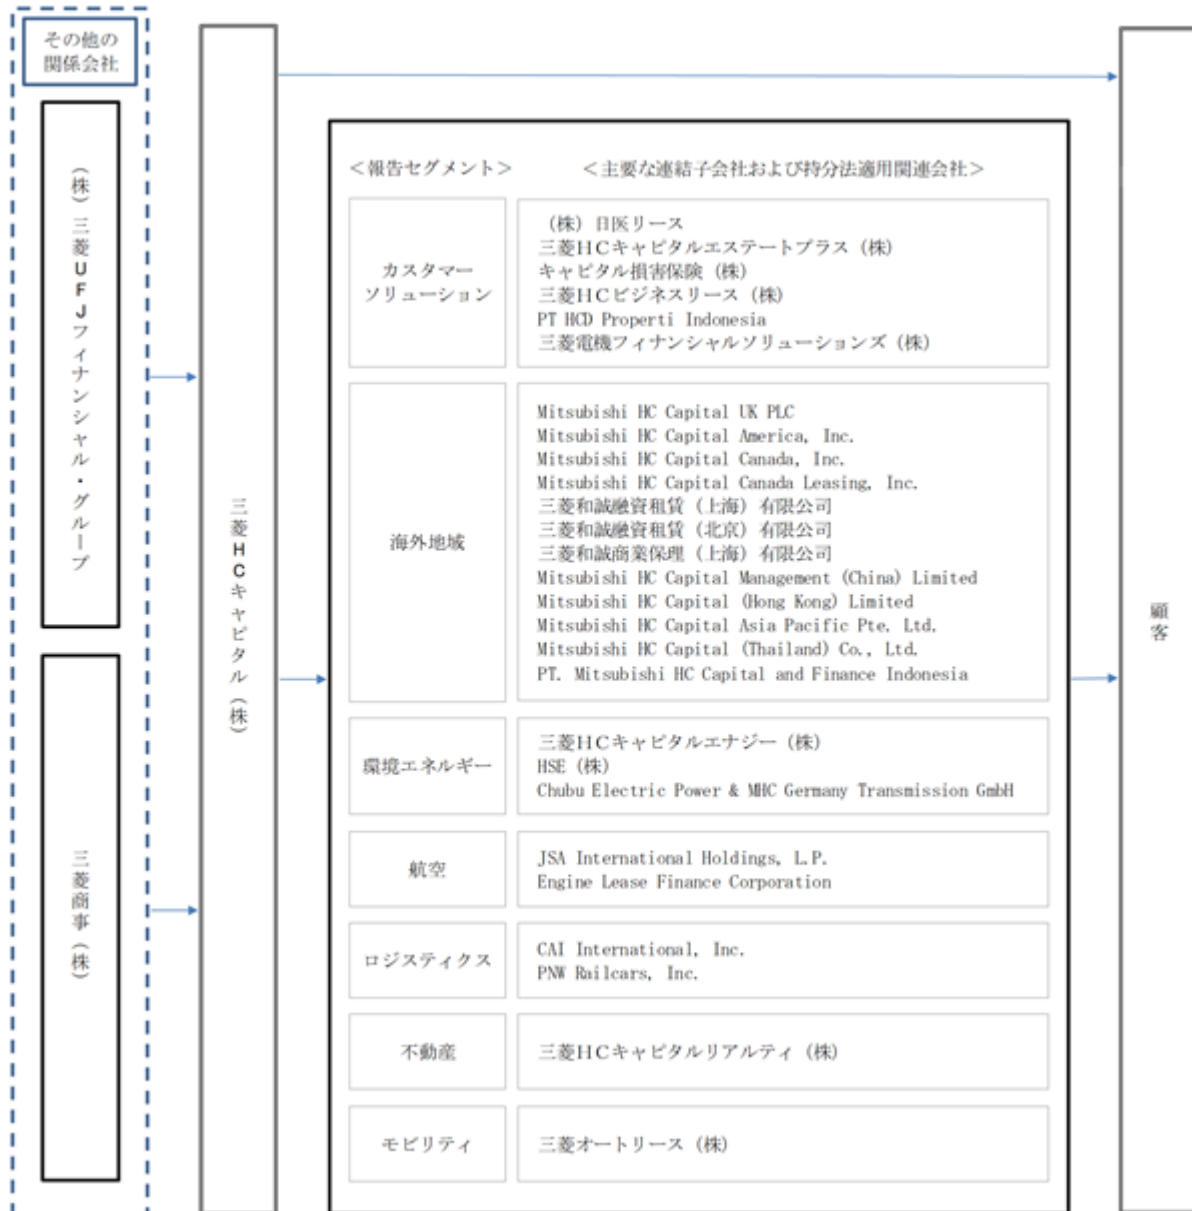 その他の
関係会社
（株）三菱ＵＦＪフィナンシャル・グループ
三菱商事（株）
三菱ＨＣキャピタル（株）
＜報告セグメント＞
＜主要な連結子会社および持分法適用関連会社＞
カスタマー
ソリューション
（株）日医リース
三菱ＨＣキャピタルエステートプラス（株）
キャピタル損害保険（株）
三菱ＨＣビジネスリース（株）
PT HCD Properti Indonesia
三菱電機フィナンシャルソリューションズ（株）
海外地域
Mitsubishi HC Capital UK PLC
Mitsubishi HC Capital America, Inc.
Mitsubishi HC Capital Canada, Inc.
Mitsubishi HC Capital Canada Leasing, Inc.
三菱和誠融資租賃（上海）有限公司
三菱和誠融資租賃（北京）有限公司
三菱和誠商業保理（上海）有限公司
Mitsubishi HC Capital Management (China) Limited
Mitsubishi HC Capital (Hong Kong) Limited
Mitsubishi HC Capital Asia Pacific Pte. Ltd.
Mitsubishi HC Capital (Thailand) Co., Ltd.
PT. Mitsubishi HC Capital and Finance Indonesia
環境エネルギー
三菱ＨＣキャピタルエナジー（株）
HSE（株）
Chubu Electric Power & MHC Germany Transmission GmbH
航空
JSA International Holdings, L.P.
Engine Lease Finance Corporation
ロジスティクス
CAI International, Inc.
PNW Railcars, Inc.
不動産
三菱ＨＣキャピタルリアルティ（株）
モビリティ
三菱オートリース（株）
顧客